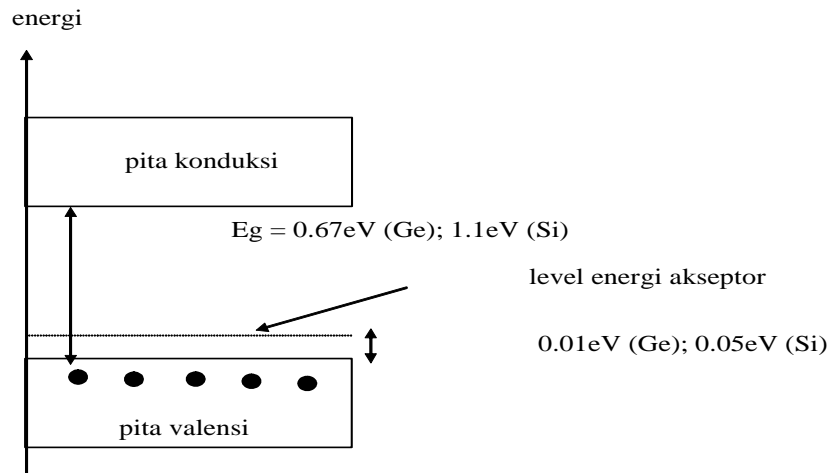 energi
pita konduksi
Eg = 0.67eV (Ge); 1.1eV (Si)
level energi akseptor
0.01eV (Ge); 0.05eV (Si)
pita valensi